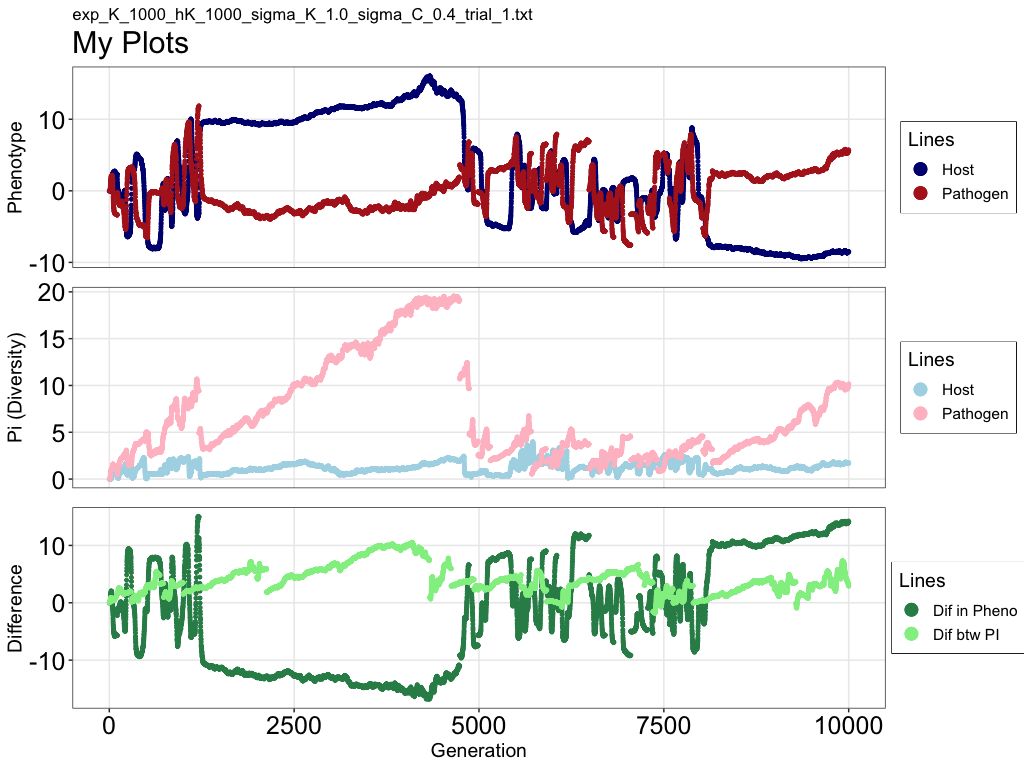 exp_K_1000_hK_1000_sigma_K_1.0_sigma_C_0.4_trial_1.txt
My Plots
Phenotype
10
0
-10
Lines
Host
Pathogen
Pi (Diversity)
20
15
10
5
0
Lines
Host
Pathogen
Difference
10
0
-10
Lines
Dif in Pheno
Dif btw PI
0
2500
5000
7500
10000
Generation